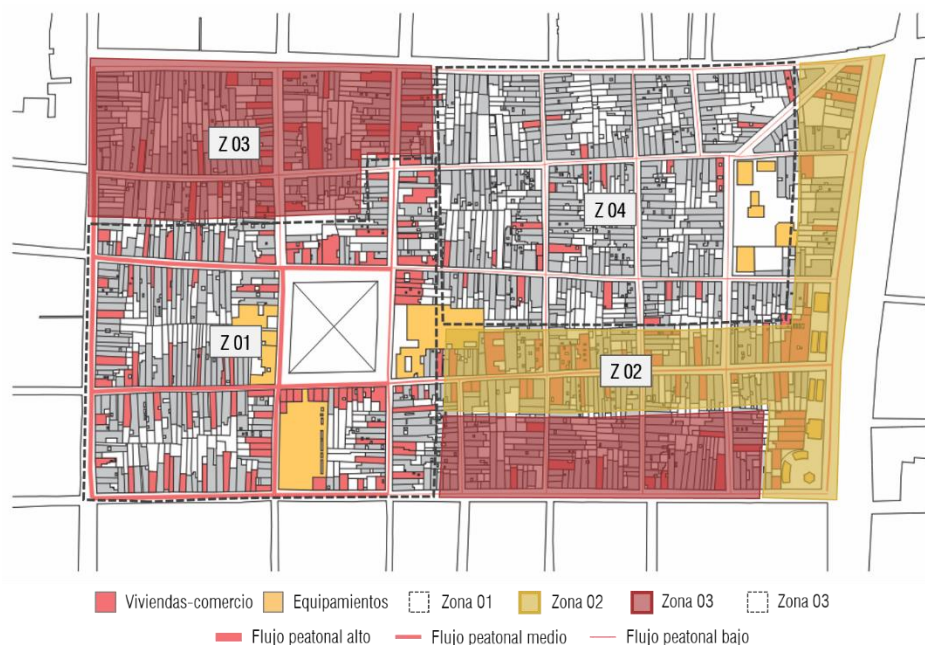 Z 03
Z 04
Z 01
Z 02
Viviendas-comercio Equipamientos Zona 01 Zona 02 Zona 03 Zona 03
Flujo peatonal alto Flujo peatonal medio Flujo peatonal bajo